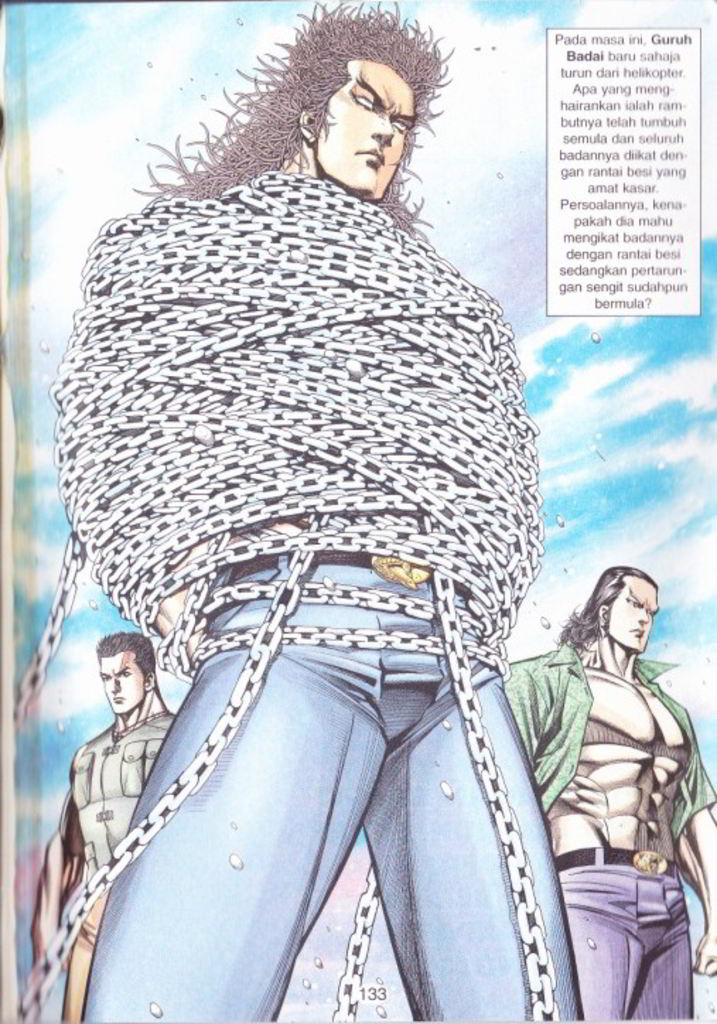 Pada masa ini, Guruh
Badai baru sahaja
turun dari helikopter.
Apa yang meng-
hairankan ialah ram-
butnya telah tumbuh
semula dan seluruh
badannya diikat den-
gan rantai besi yang
amat kasar.
Persoalannya, kena-
pakah dia mahu
mengikat badannya
dengan rantai besi
sedangkan pertarun-
gan sengit sudahpun
bermula?
133